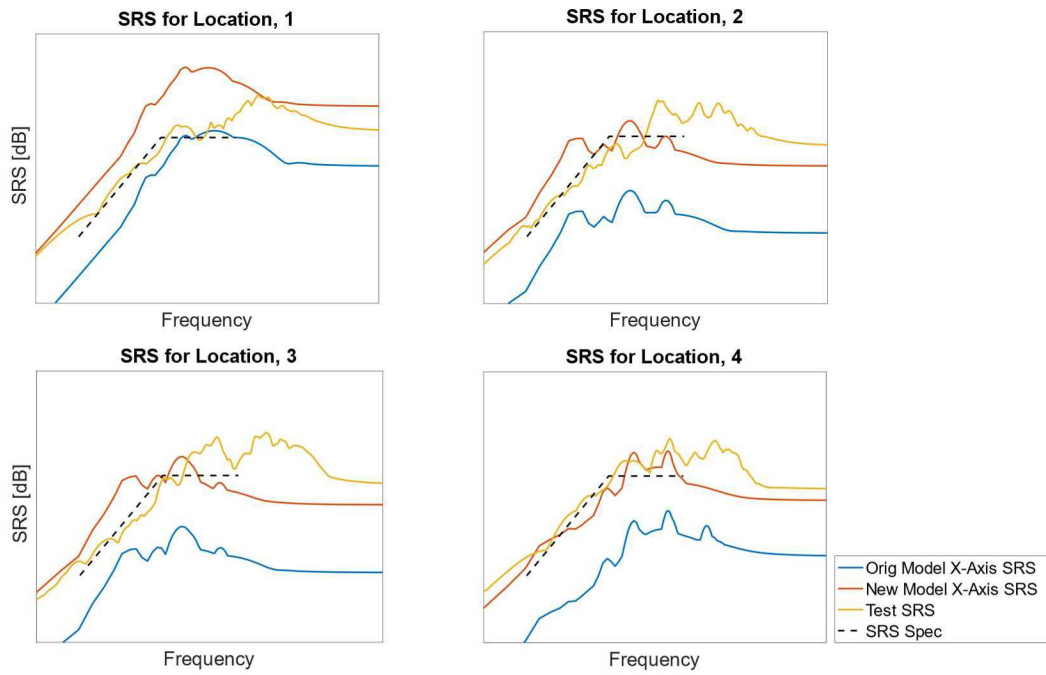 SRS for Location, 1
SRS for Location, 2
SRS [dB]
Frequency
Frequency
SRS for Location, 3
SRS for Location, 4
SRS [dB]
Frequency
Frequency
Orig Model X-Axis SRS
New Model X-Axis SRS
Test SRS
SRS Spec